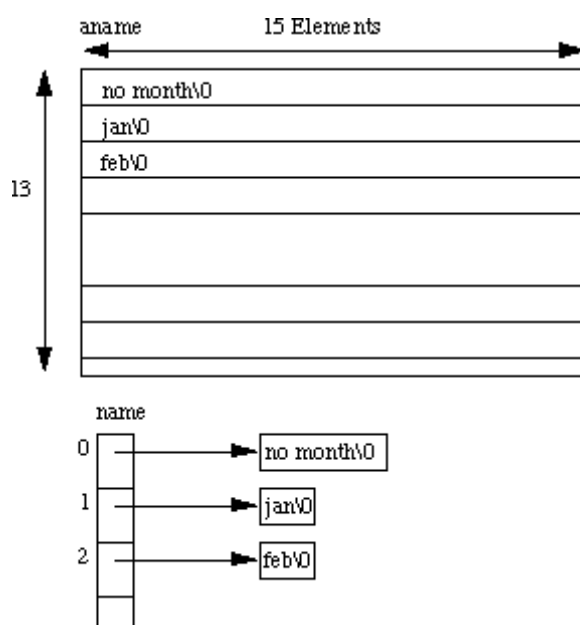 aname 15 Elements
no month\0
jan\0
feb\0
13
name
0 no month\0
1 jan\0
2 feb\0